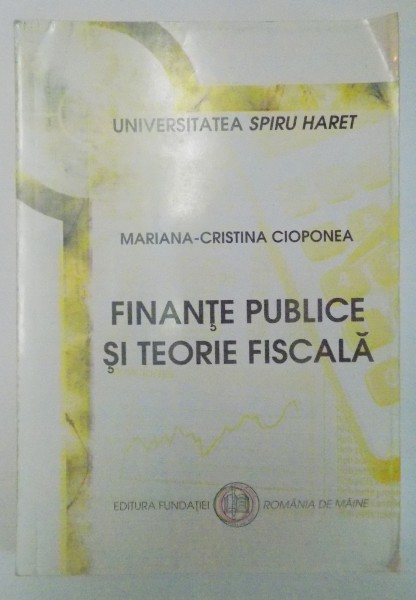 UNIVERSITATEA SPIRU HARET
MARIANA-CRISTINA CIOPONEA
FINANȚE PUBLICE
ȘI TEORIE FISCALĂ
EDITURA FUNDAȚIEI ROMÂNIA DE MÂINE